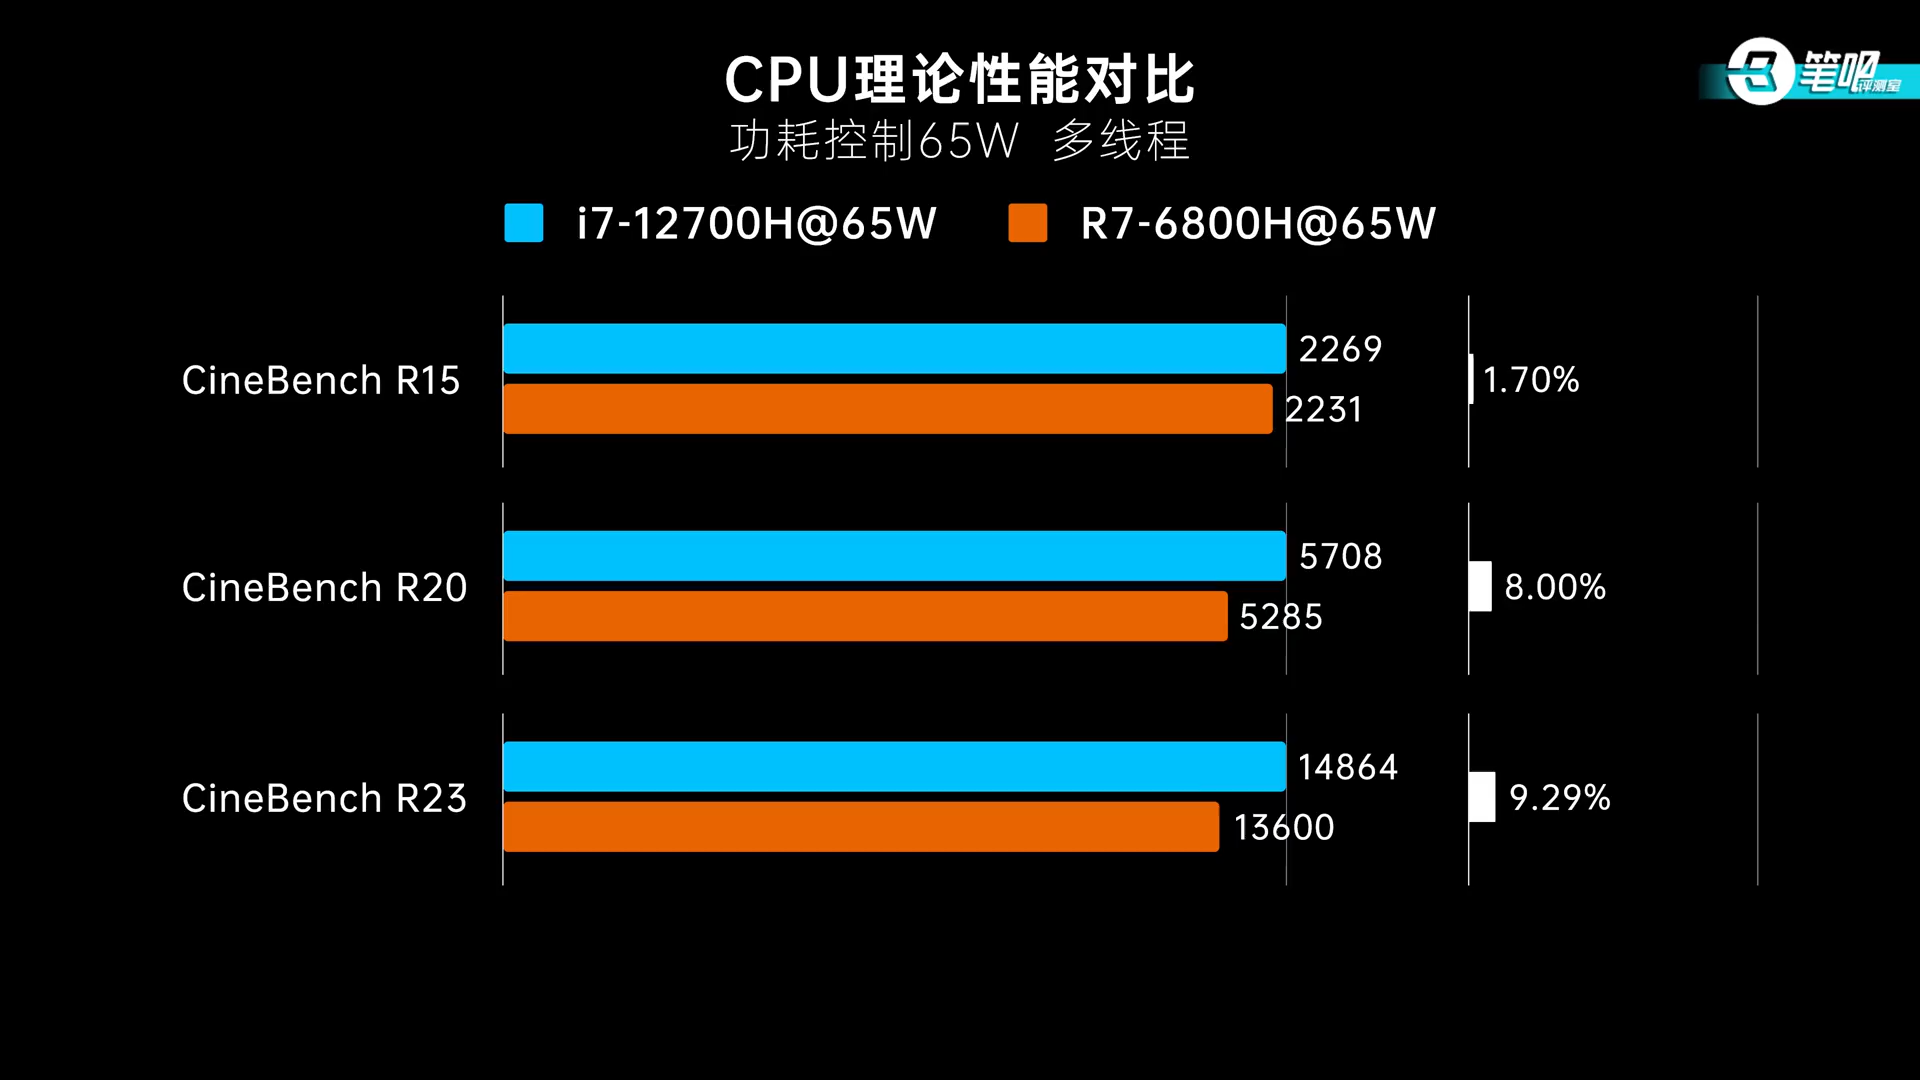 CPU理论性能对比
笔吧
评测室
功耗控制65W 多线程
i7-12700H@65W
R7-6800H@65W
CineBench R15
2269
2231
1.70%
CineBench R20
5708
5285
8.00%
CineBench R23
14864
13600
9.29%